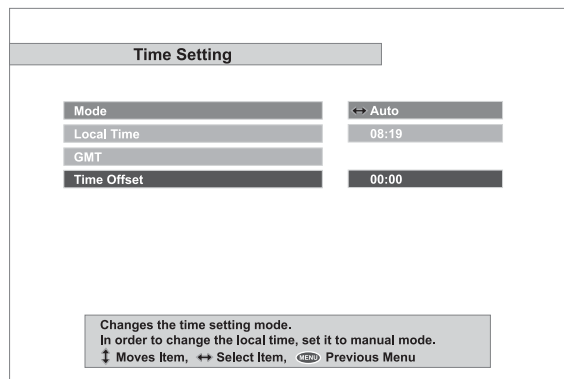 Time Setting
Mode ↔ Auto
Local Time 08:19
GMT
Time Offset 00:00
Changes the time setting mode.
In order to change the local time, set it to manual mode.
↕ Moves Item, ↔ Select Item, MENU Previous Menu